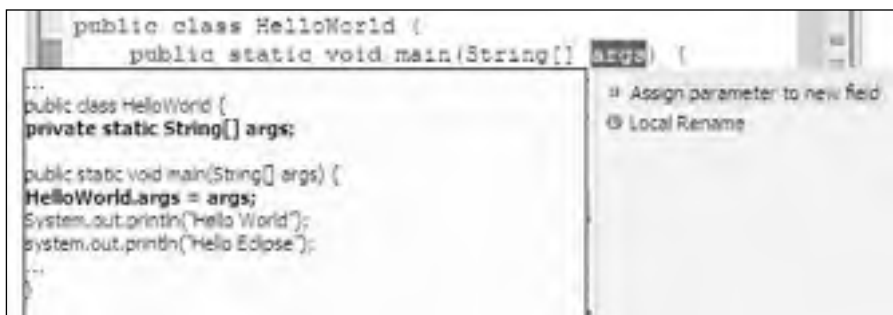 public class HelloWorld {
public static void main(String[] args) {
...
public class HelloWorld {
private static String[] args;
public static void main(String[] args) {
HelloWorld.args = args;
System.out.println("Hello World");
system.out.println("Hello Eclipse");
...
}
Assign parameter to new field
Local Rename